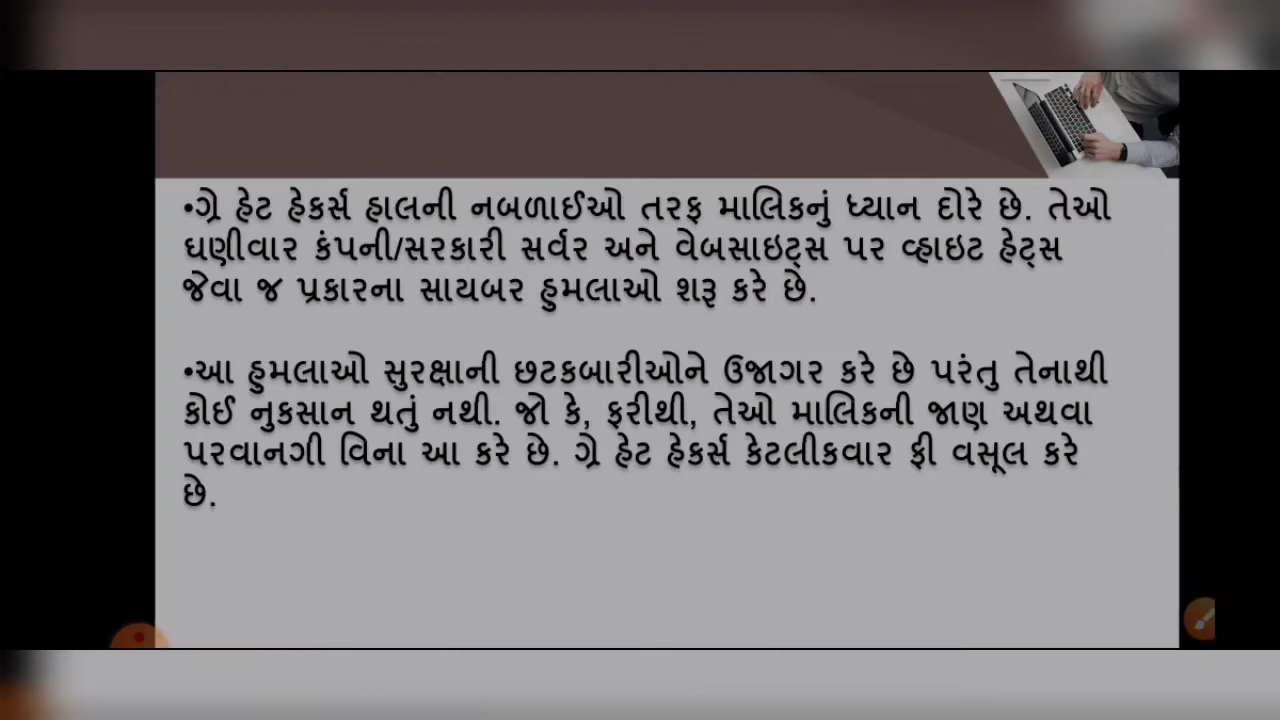 •ગ્રે હેટ હેકર્સ હાલની નબળાઈઓ તરફ માલિકનું ધ્યાન દોરે છે. તેઓ
ઘણીવાર કંપની/સરકારી સર્વર અને વેબસાઇટ્સ પર વ્હાઇટ હેટ્સ
જેવા જ પ્રકારના સાયબર હુમલાઓ શરૂ કરે છે.
•આ હુમલાઓ સુરક્ષાની છટકબારીઓને ઉજાગર કરે છે પરંતુ તેનાથી
કોઈ નુકસાન થતું નથી. જો કે, ફરીથી, તેઓ માલિકની જાણ અથવા
પરવાનગી વિના આ કરે છે. ગ્રે હેટ હેકર્સ કેટલીકવાર ફી વસૂલ કરે
છે.